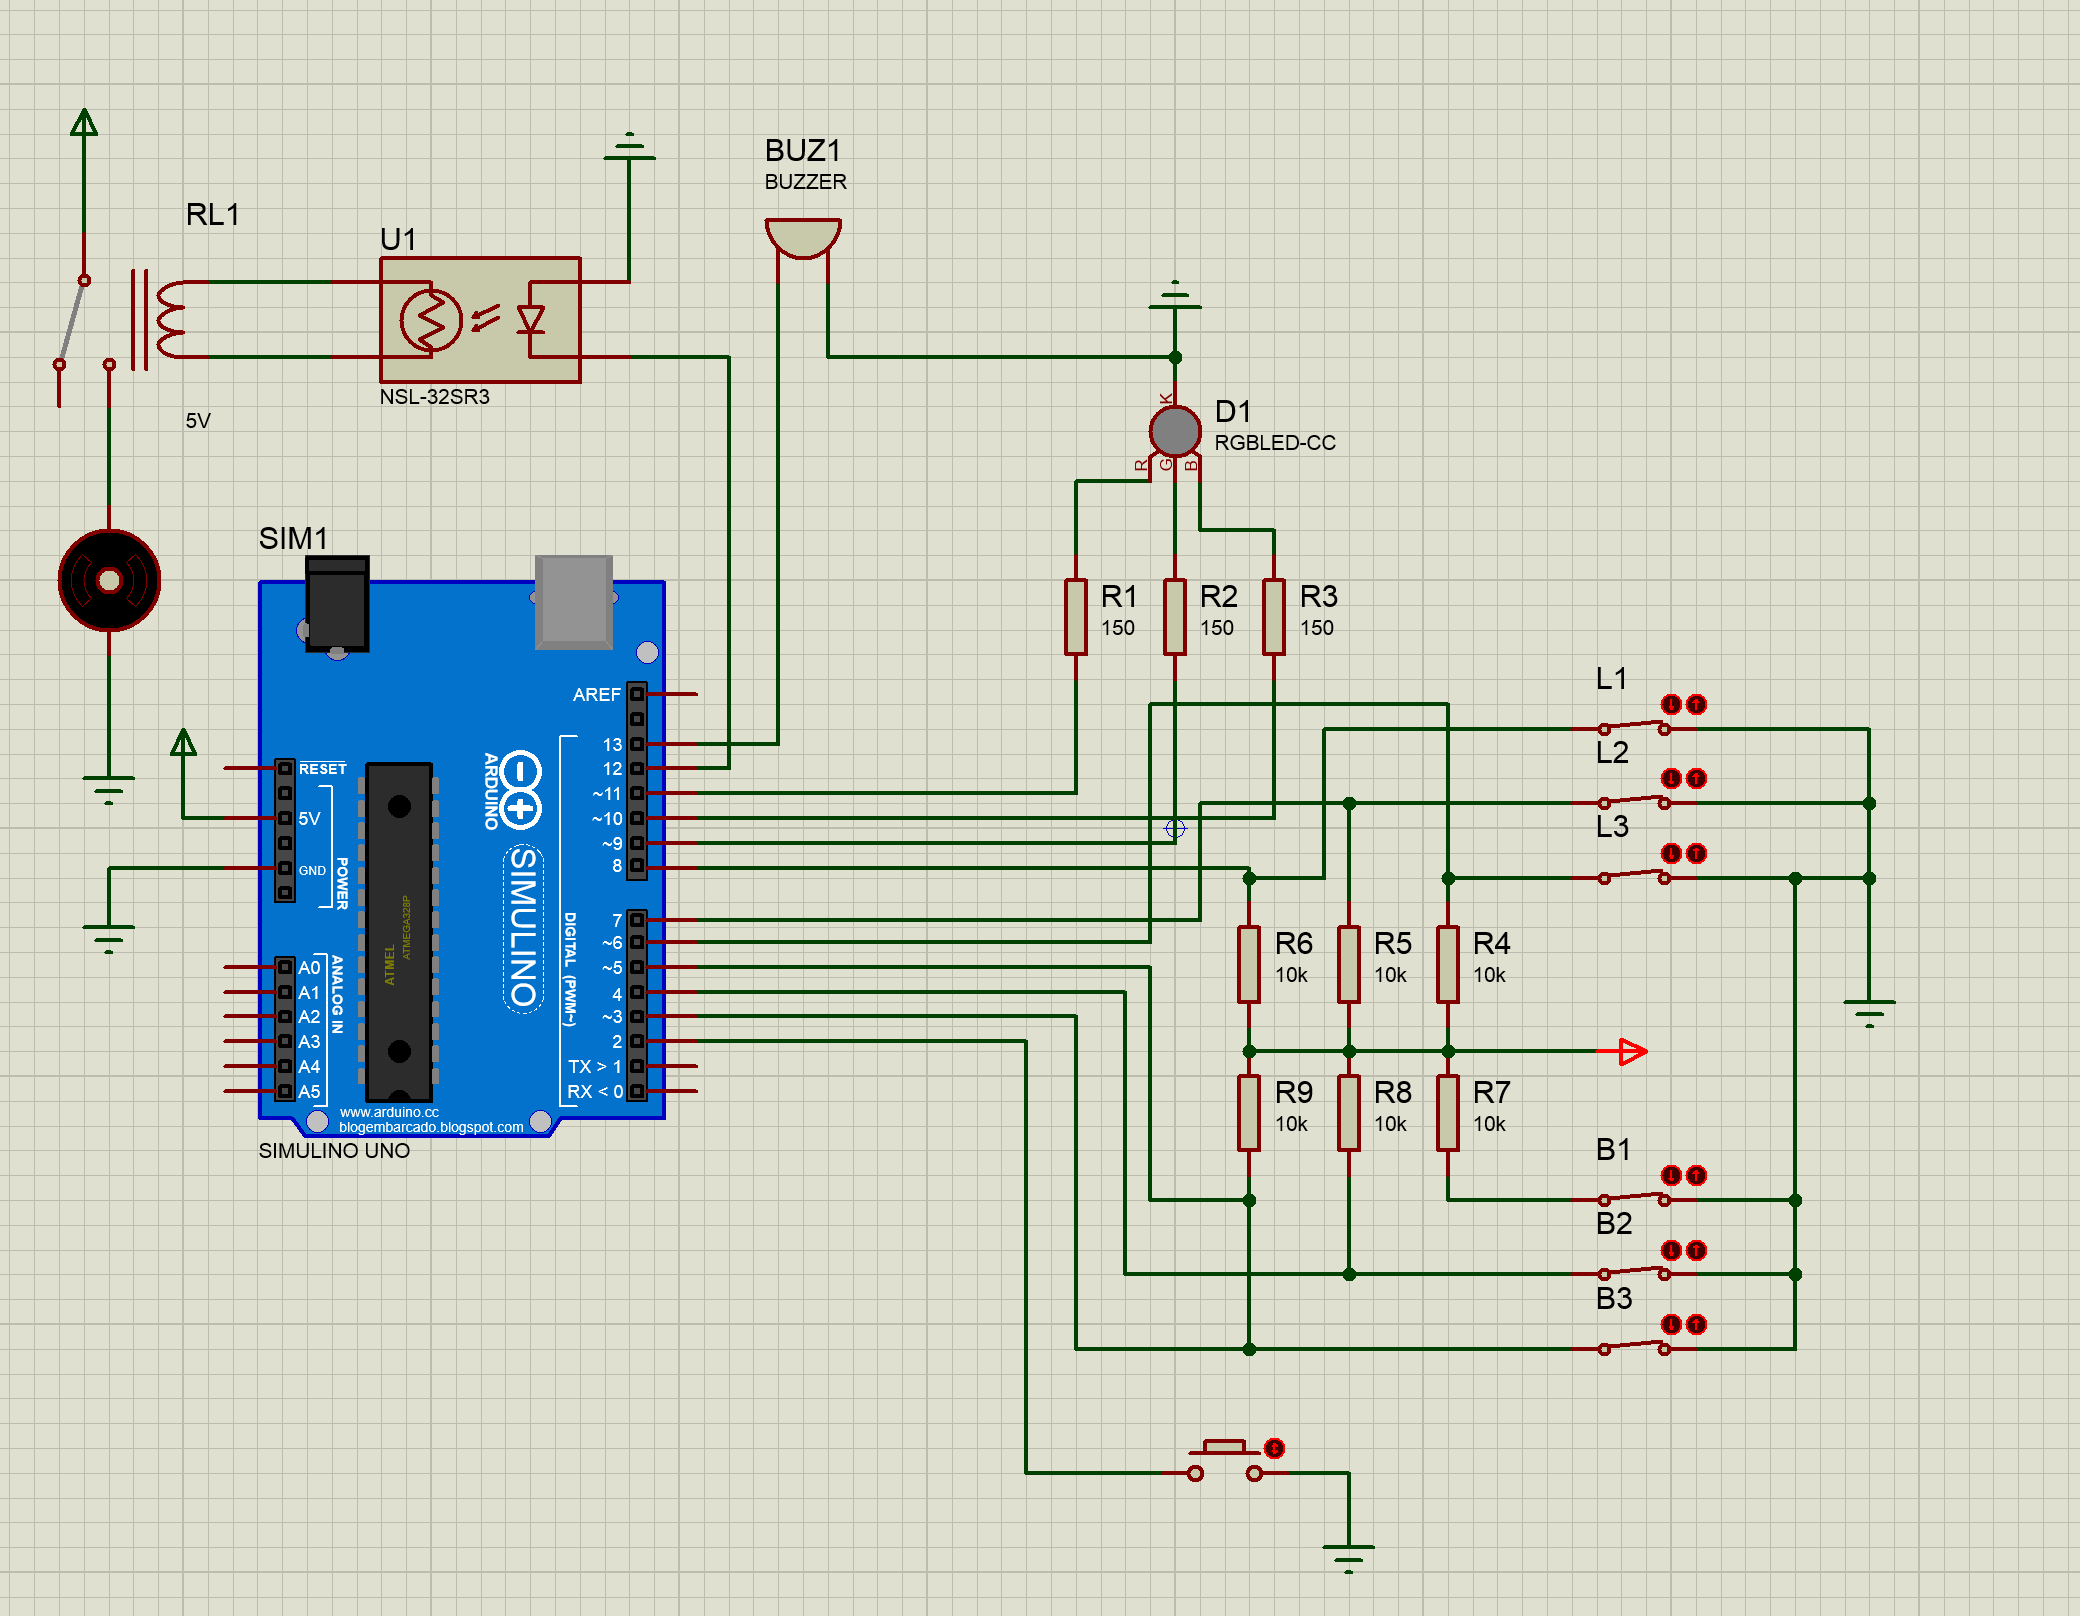 BUZ1
BUZZER
RL1
U1
NSL-32SR3
5V
K
D1
RGBLED-CC
R
G
B
SIM1
R1
150
R2
150
R3
150
AREF
13
12
~11
~10
~9
8
7
~6
~5
4
~3
2
TX > 1
RX < 0
RESET
5V
GND
POWER
A0
A1
A2
A3
A4
A5
ANALOG IN
ARDUINO
SIMULINO
DIGITAL (PWM~)
ATMEL
ATMEGA328P
www.arduino.cc
blogembarcado.blogspot.com
SIMULINO UNO
L1
L2
L3
R6
10k
R5
10k
R4
10k
R9
10k
R8
10k
R7
10k
B1
B2
B3